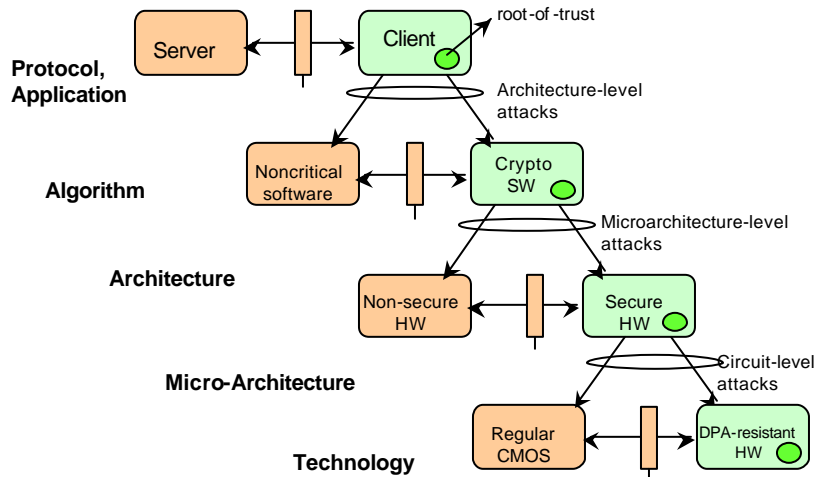 root-of-trust
Server
Client
Protocol,
Application
Architecture-level
attacks
Noncritical
software
Crypto
SW
Algorithm
Microarchitecture-level
attacks
Architecture
Non-secure
HW
Secure
HW
Circuit-level
attacks
Micro-Architecture
Regular
CMOS
DPA-resistant
HW
Technology